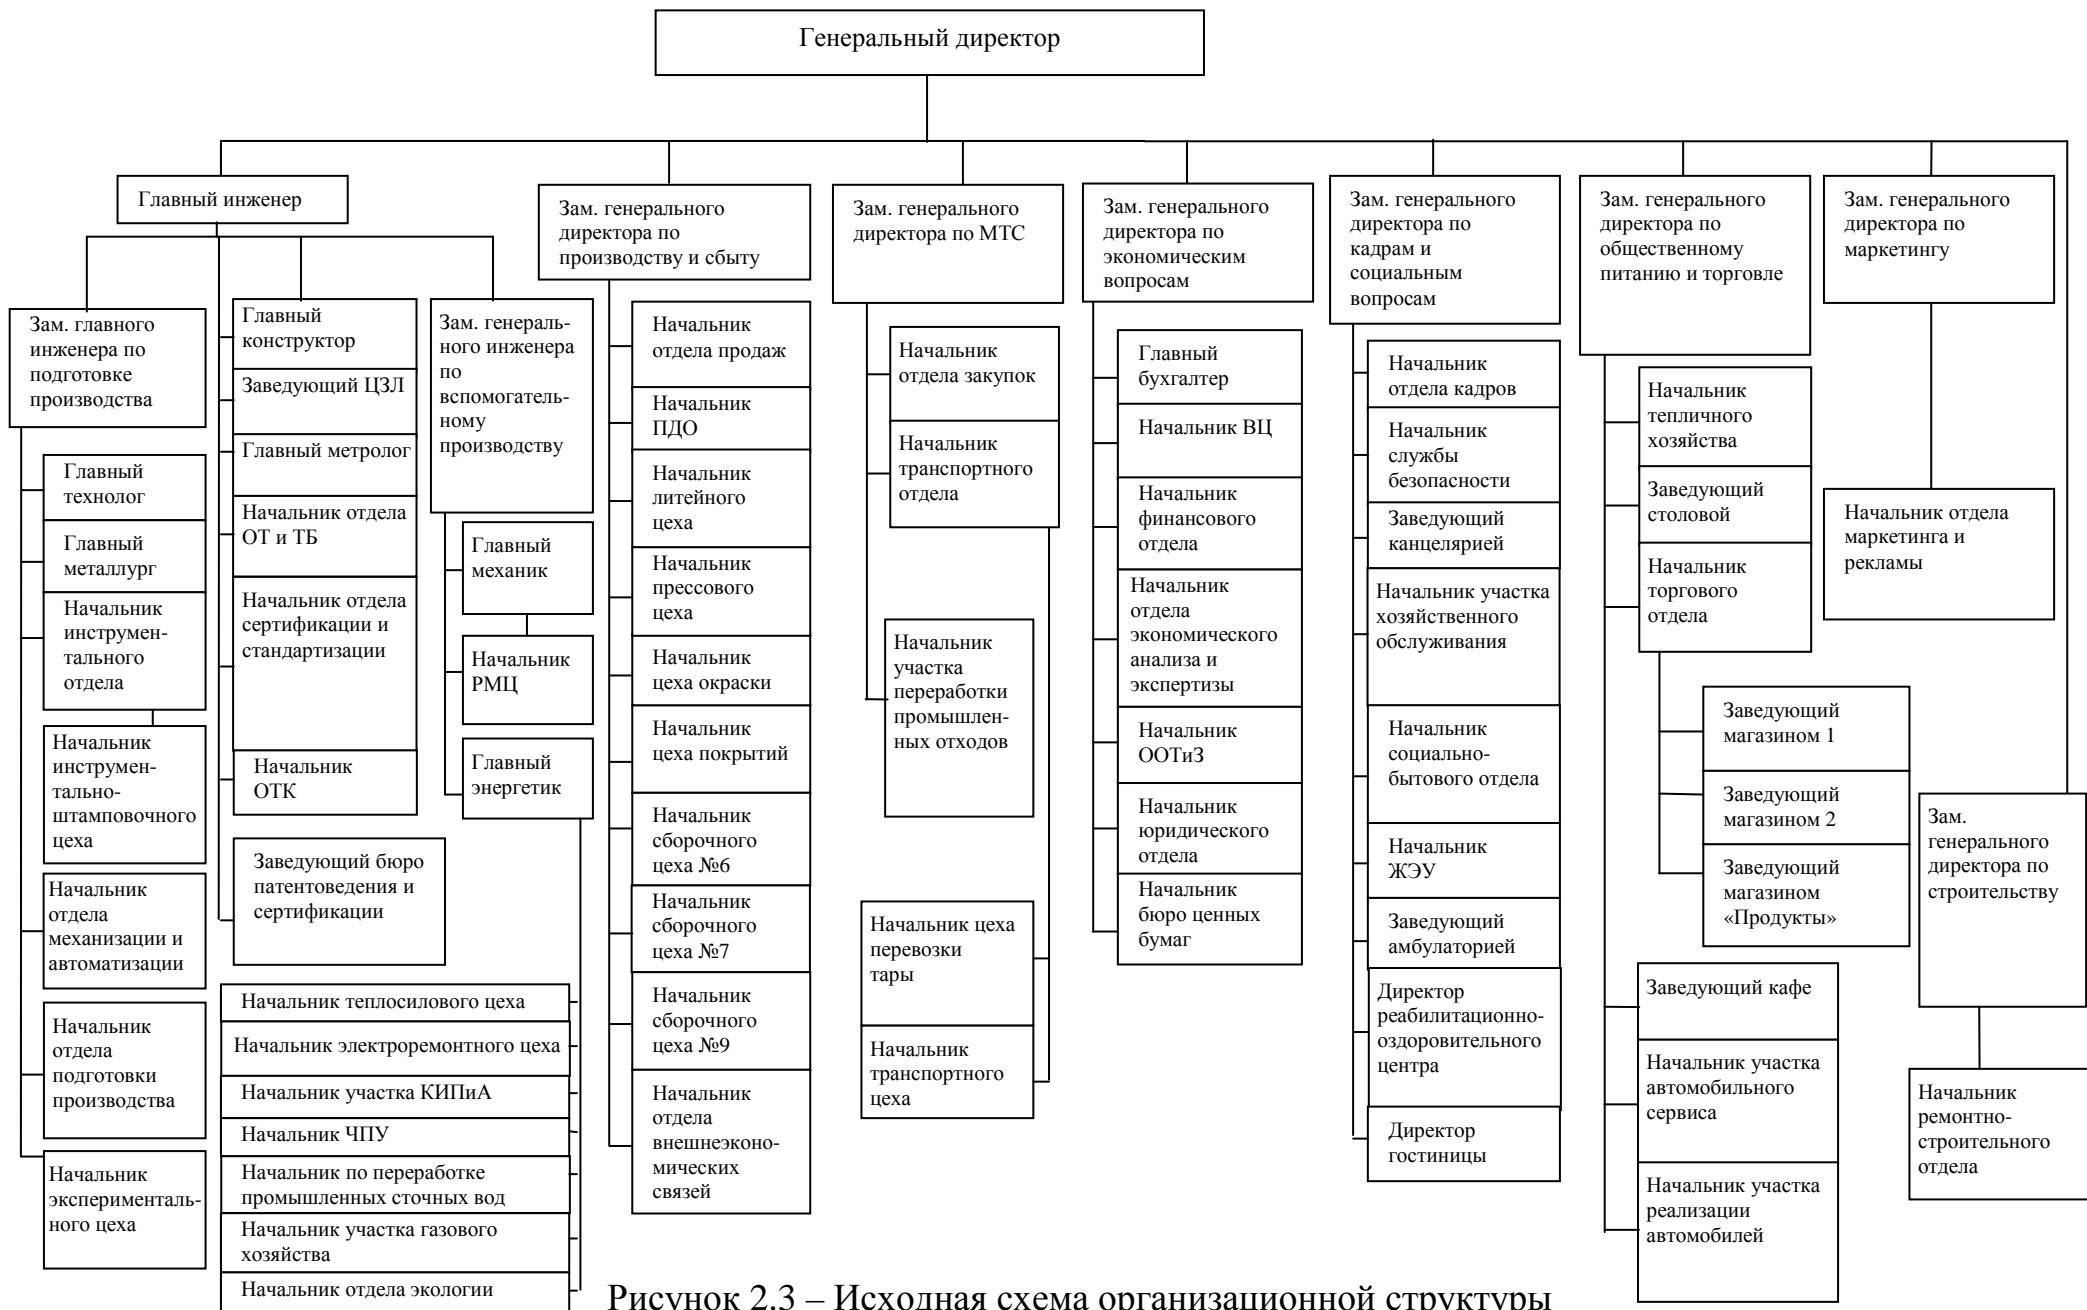 Генеральный директор
Главный инженер
Зам. главного
инженера по
подготовке
производства
Главный
технолог
Главный
металлург
Начальник
инструмен-
тального
отдела
Начальник
инструмен-
тально-
штамповочного
цеха
Начальник
отдела
механизации и
автоматизации
Начальник
отдела
подготовки
производства
Начальник
эксперименталь-
ного цеха
Главный
конструктор
Заведующий ЦЗЛ
Главный метролог
Начальник отдела
ОТ и ТБ
Начальник отдела
сертификации и
стандартизации
Начальник
ОТК
Заведующий бюро
патентоведения и
сертификации
Зам. генераль-
ного инженера
по
вспомогатель-
ному
производству
Главный
механик
Начальник
РМЦ
Главный
энергетик
Начальник теплосилового цеха
Начальник электроремонтного цеха
Начальник участка КИПиА
Начальник ЧПУ
Начальник по переработке
промышленных сточных вод
Начальник участка газового
хозяйства
Начальник отдела экологии
Зам. генерального
директора по
производству и сбыту
Начальник
отдела продаж
Начальник
ПДО
Начальник
литейного
цеха
Начальник
прессового
цеха
Начальник
цеха окраски
Начальник
цеха покрытий
Начальник
сборочного
цеха №6
Начальник
сборочного
цеха №7
Начальник
сборочного
цеха №9
Начальник
отдела
внешнеэконо-
мических
связей
Зам. генерального
директора по МТС
Начальник
отдела закупок
Начальник
транспортного
отдела
Начальник
участка
переработки
промышлен-
ных отходов
Начальник цеха
перевозки
тары
Начальник
транспортного
цеха
Зам. генерального
директора по
экономическим
вопросам
Главный
бухгалтер
Начальник ВЦ
Начальник
финансового
отдела
Начальник
отдела
экономического
анализа и
экспертизы
Начальник
ООТиЗ
Начальник
юридического
отдела
Начальник
бюро ценных
бумаг
Зам. генерального
директора по
кадрам и
социальным
вопросам
Начальник
отдела кадров
Начальник
службы
безопасности
Заведующий
канцелярией
Начальник участка
хозяйственного
обслуживания
Начальник
социально-
бытового отдела
Начальник
ЖЭУ
Заведующий
амбулаторией
Директор
реабилитационно-
оздоровительного
центра
Директор
гостиницы
Зам. генерального
директора по
общественному
питанию и торговле
Начальник
тепличного
хозяйства
Заведующий
столовой
Начальник
торгового
отдела
Заведующий
магазином 1
Заведующий
магазином 2
Заведующий
магазином
«Продукты»
Заведующий кафе
Начальник участка
автомобильного
сервиса
Начальник участка
реализации
автомобилей
Зам. генерального
директора по
маркетингу
Начальник отдела
маркетинга и
рекламы
Зам.
генерального
директора по
строительству
Начальник
ремонтно-
строительного
отдела
Рисунок 2.3 – Исходная схема организационной структуры